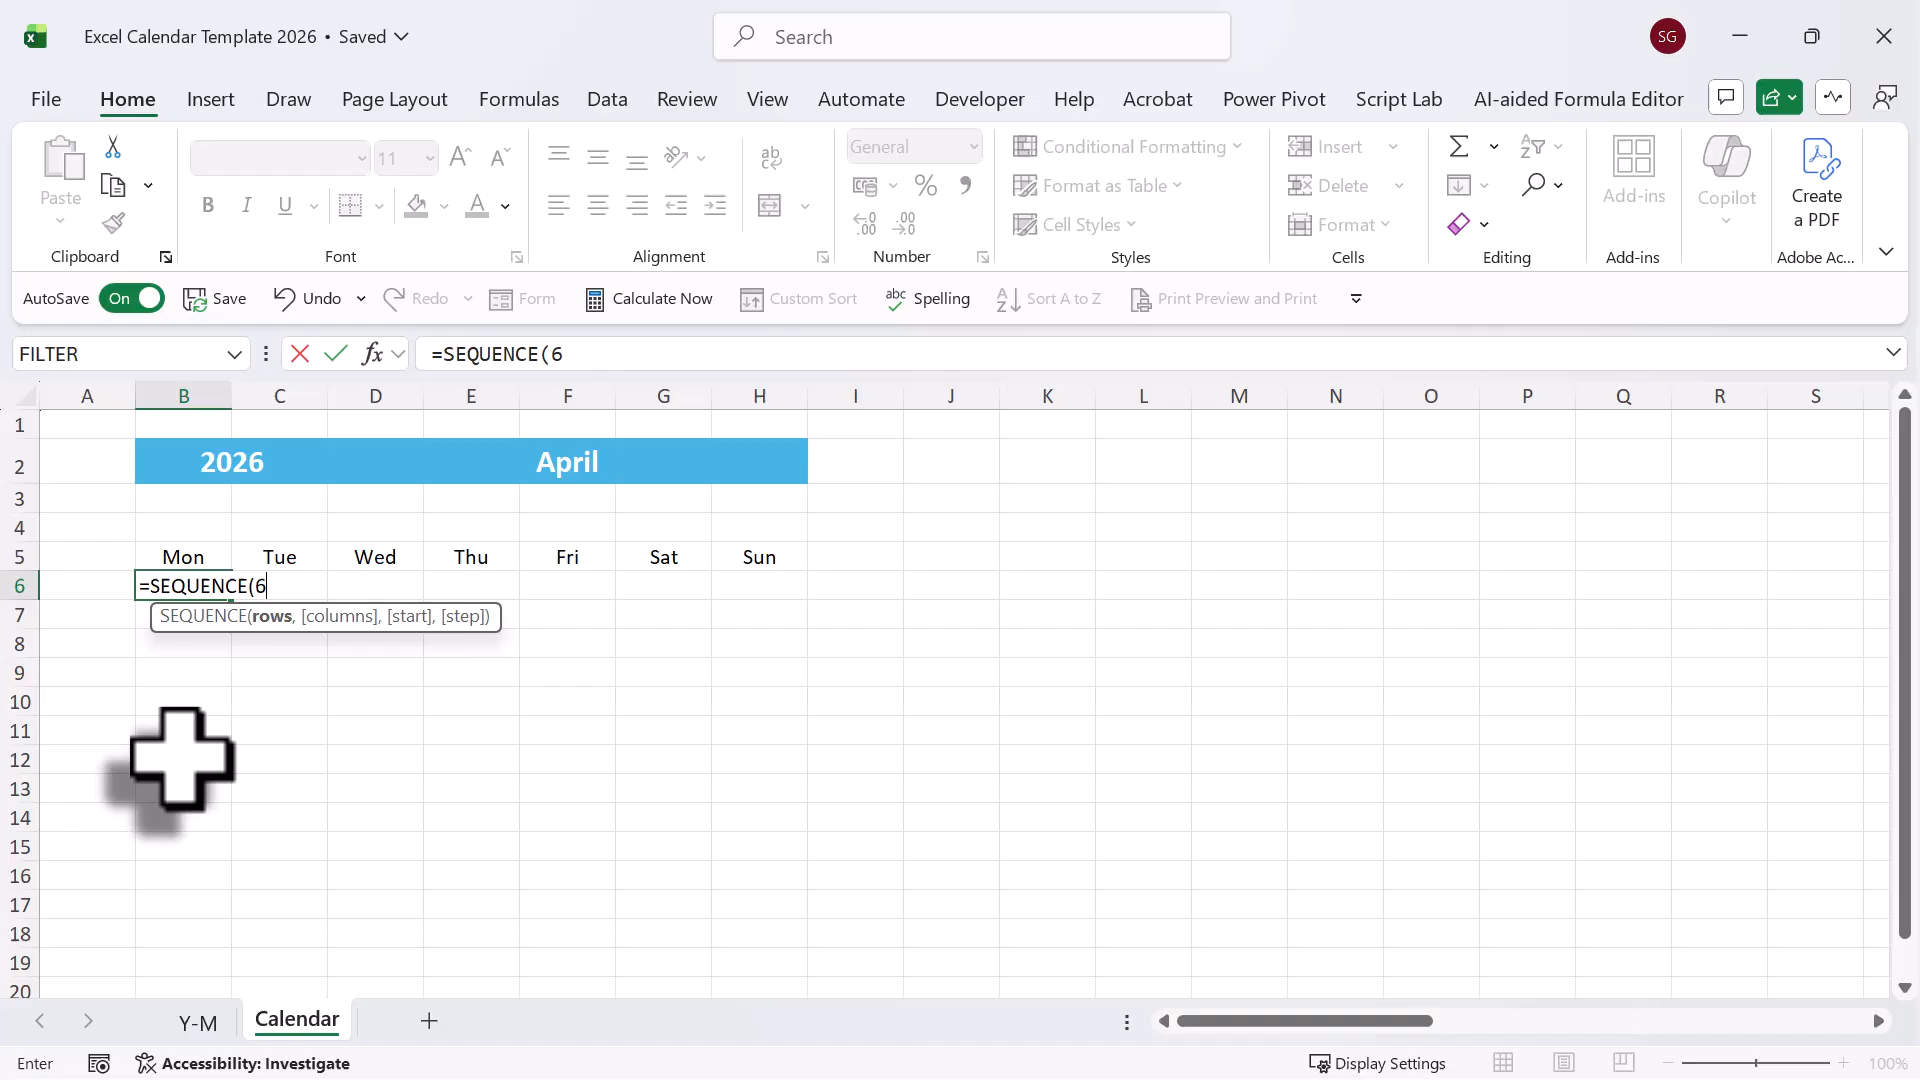 Excel Calendar Template 2026 • Saved
Search
SG
File Home Insert Draw Page Layout Formulas Data Review View Automate Developer Help Acrobat Power Pivot Script Lab AI-aided Formula Editor
Paste
Clipboard
11
B I U
Font
ab
Alignment
General
%
Number
Conditional Formatting
Format as Table
Cell Styles
Styles
Insert
Delete
Format
Cells
Editing
Add-ins
Add-ins
Copilot
Create
a PDF
Adobe Ac...
AutoSave On Save Undo Redo Form Calculate Now Custom Sort Spelling Sort A to Z Print Preview and Print
FILTER fx =SEQUENCE(6
A B C D E F G H I J K L M N O P Q R S
1
2 2026 April
3
4
5 Mon Tue Wed Thu Fri Sat Sun
6 =SEQUENCE(6
7 SEQUENCE(rows, [columns], [start], [step])
8
9
10
11
12
13
14
15
16
17
18
19
20
Y-M Calendar
Enter Accessibility: Investigate Display Settings 100%